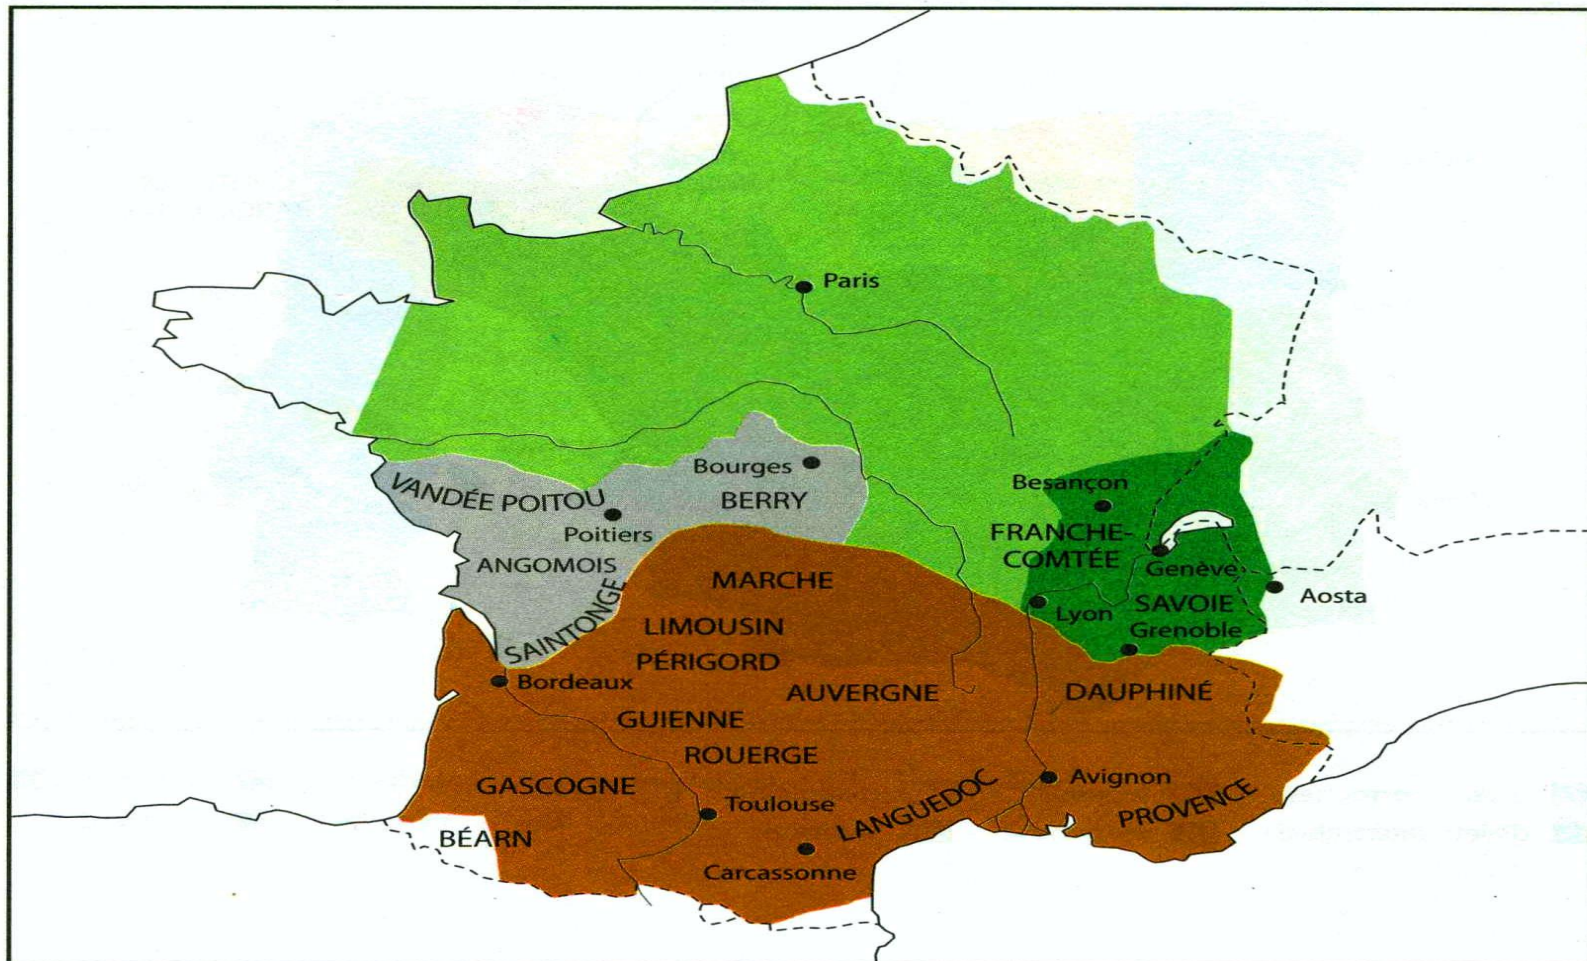 Paris
Bourges
VANDÉE POITOU
BERRY
Poitiers
ANGOMOIS
SAINTONGE
Besançon
FRANCHE-
COMTÉE
Genève
Aosta
Lyon
SAVOIE
Grenoble
MARCHE
LIMOUSIN
PÉRIGORD
Bordeaux
AUVERGNE
DAUPHINÉ
GUIENNE
ROUERGE
GASCOGNE
Toulouse
LANGUEDOC
Avignon
PROVENCE
BÉARN
Carcassonne